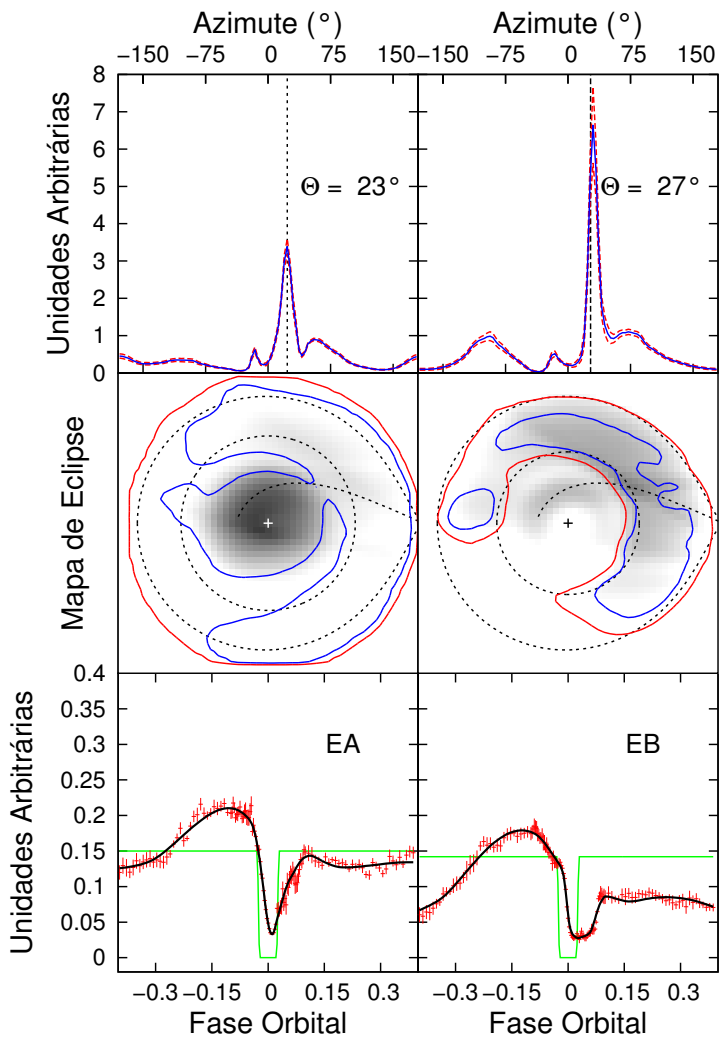 Azimute (°)
Azimute (°)
−150 −75 0 75 150
−150 −75 0 75 150
Unidades Arbitrárias
8
7
6
5
4
3
2
1
0
Θ = 23°
Θ = 27°
Mapa de Eclipse
Unidades Arbitrárias
0.4
0.35
0.3
0.25
0.2
0.15
0.1
0.05
0
EA
EB
−0.3 −0.15 0 0.15 0.3
−0.3 −0.15 0 0.15 0.3
Fase Orbital
Fase Orbital